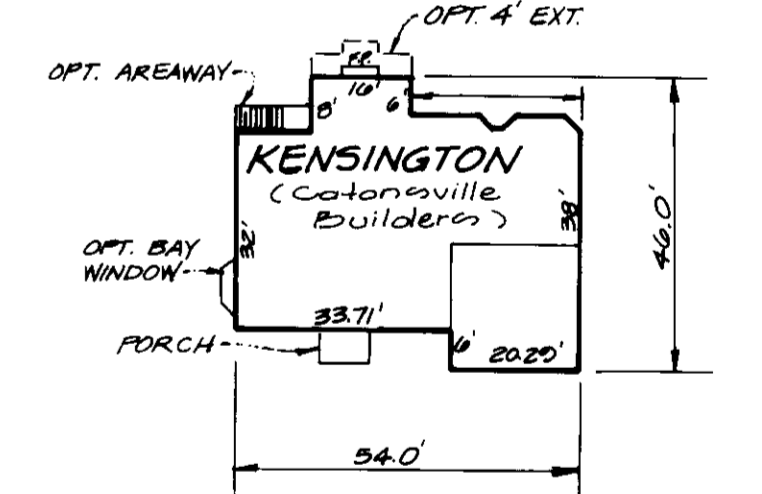 OPT. 4' EXT.
OPT. AREAWAY
F.P.
16'
8'
6'
KENSINGTON
(Catonsville
Builders)
38'
46.0'
32'
OPT. BAY
WINDOW
33.71'
PORCH
6'
20.29'
54.0'